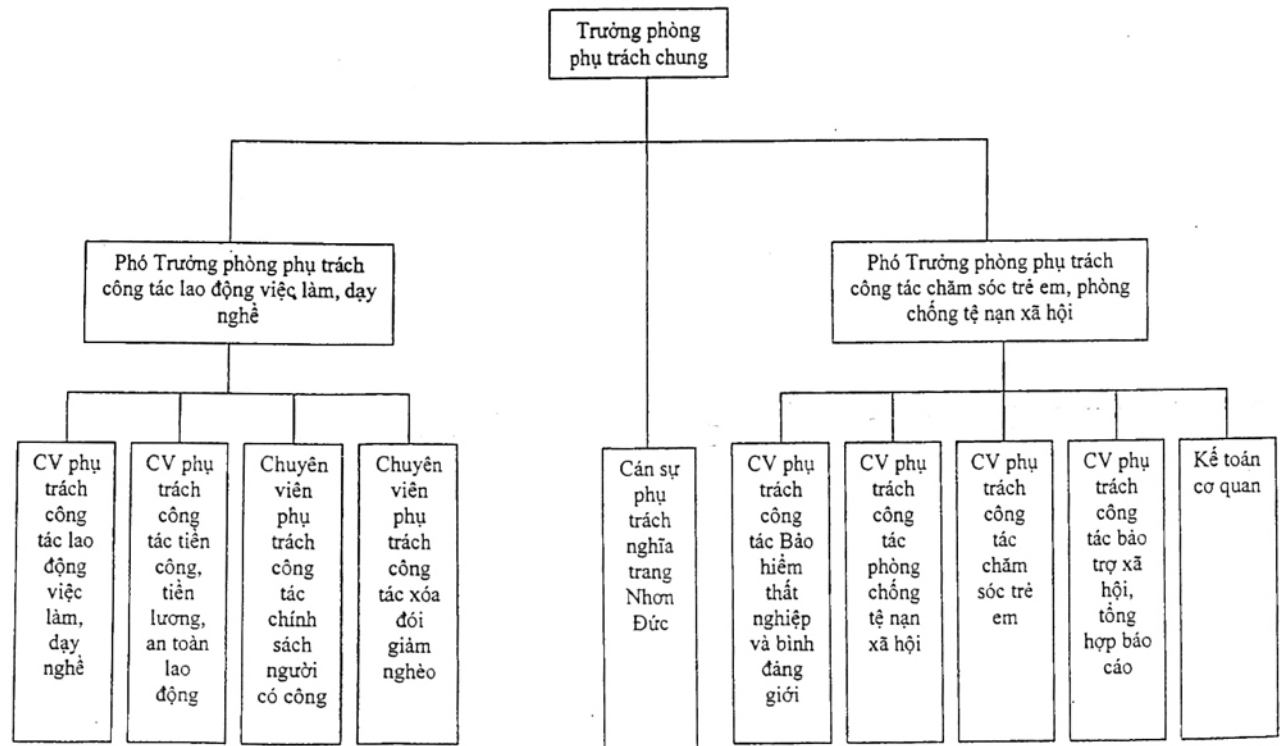 Trưởng phòng
phụ trách chung
Phó Trưởng phòng phụ trách
công tác lao động việc làm, dạy
nghề
Phó Trưởng phòng phụ trách
công tác chăm sóc trẻ em, phòng
chống tệ nạn xã hội
CV phụ
trách
công
tác lao
động
việc
làm,
dạy
nghề
CV phụ
trách
công
tác tiền
công,
tiền
lương,
an toàn
lao
động
Chuyên
viên
phụ
trách
công
tác
chính
sách
người
có công
Chuyên
viên
phụ
trách
công
tác xóa
đói
giảm
nghèo
Cán sự
phụ
trách
nghĩa
trang
Nhơn
Đức
CV phụ
trách
công
tác Bảo
hiểm
thất
nghiệp
và bình
đẳng
giới
CV phụ
trách
công
tác
phòng
chống
tệ nạn
xã hội
CV phụ
trách
công
tác
chăm
sóc trẻ
em
CV phụ
trách
công
tác bảo
trợ xã
hội,
tổng
hợp báo
cáo
Kế toán
cơ quan